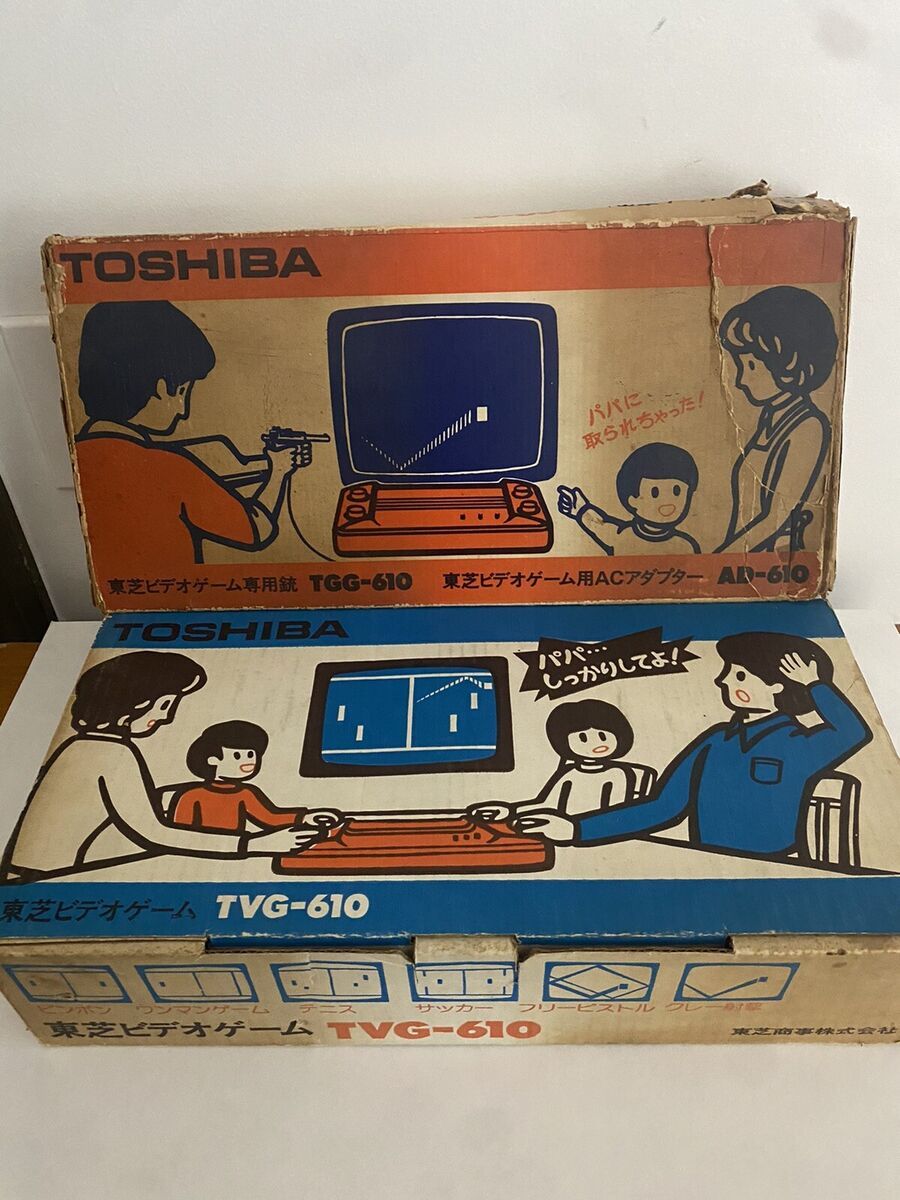 TOSHIBA
パパに
取られちゃった!
東芝ビデオゲーム専用銃 TGG-610 東芝ビデオゲーム用ACアダプター AD-610
TOSHIBA
パパ…
しっかりしてよ!
東芝ビデオゲーム TVG-610
ピンポン ワンマンゲーム テニス サッカー フリーピストル クレー射撃
東芝ビデオゲーム TVG-610 東芝商事株式会社